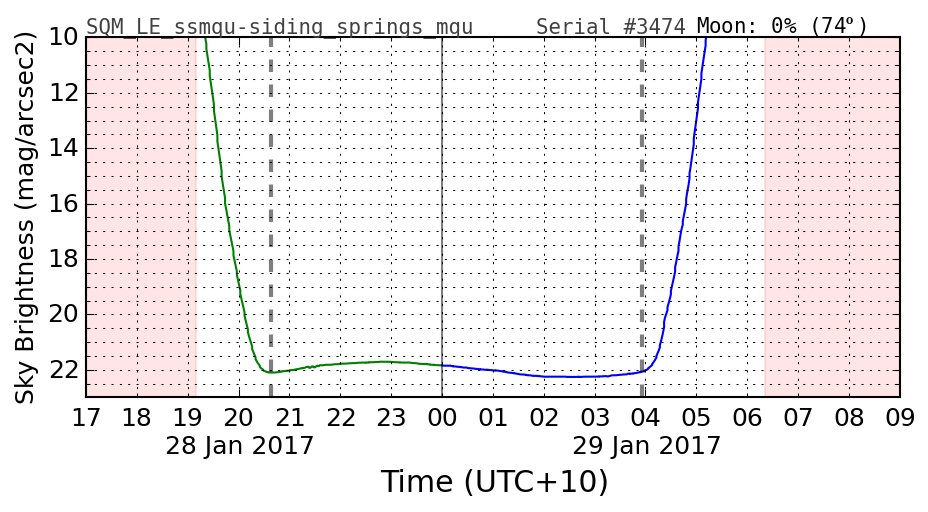 SQM_LE_ssmqu-siding_springs_mqu Serial #3474 Moon: 0% (74°)
Sky Brightness (mag/arcsec2)
10
12
14
16
18
20
22
17 18 19 20 21 22 23 00 01 02 03 04 05 06 07 08 09
28 Jan 2017 29 Jan 2017
Time (UTC+10)